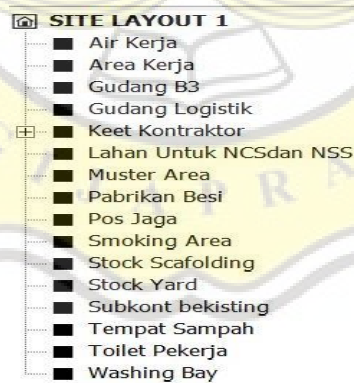 SITE LAYOUT 1
Air Kerja
Area Kerja
Gudang B3
Gudang Logistik
Keet Kontraktor
Lahan Untuk NCSdan NSS
Muster Area
Pabrikan Besi
Pos Jaga
Smoking Area
Stock Scafolding
Stock Yard
Subkont bekisting
Tempat Sampah
Toilet Pekerja
Washing Bay